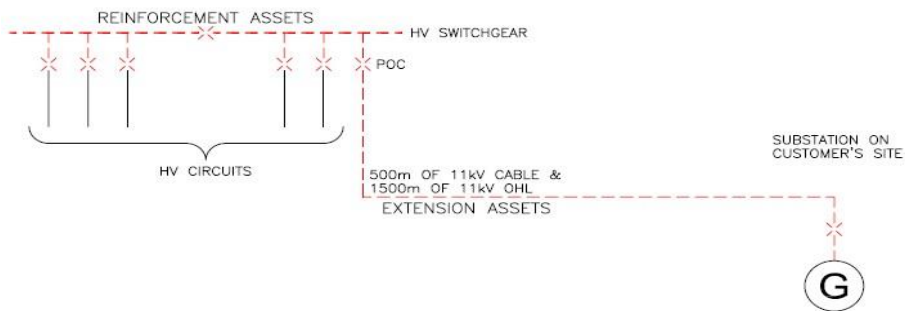 REINFORCEMENT ASSETS
HV SWITCHGEAR
POC
HV CIRCUITS
SUBSTATION ON
CUSTOMER'S SITE
500m OF 11kV CABLE &
1500m OF 11kV OHL
EXTENSION ASSETS
G